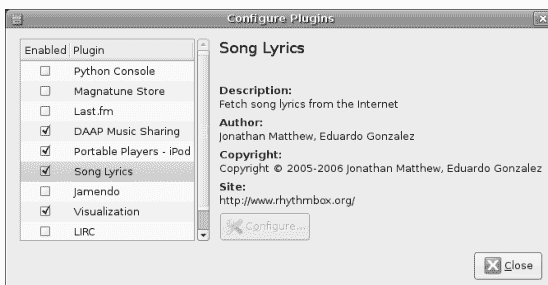 Configure Plugins
Enabled Plugin
Python Console
Magnatune Store
Last.fm
DAAP Music Sharing
Portable Players - iPod
Song Lyrics
Jamendo
Visualization
LIRC
Song Lyrics
Description:
Fetch song lyrics from the Internet
Author:
Jonathan Matthew, Eduardo Gonzalez
Copyright:
Copyright © 2005-2006 Jonathan Matthew, Eduardo Gonzalez
Site:
http://www.rhythmbox.org/
Configure...
Close